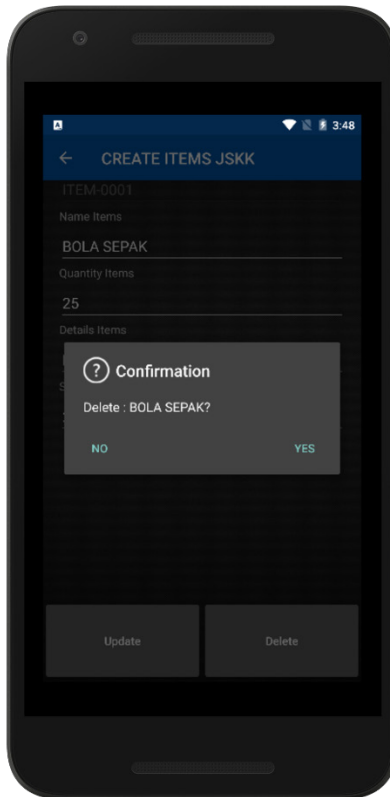 3:48
CREATE ITEMS JSKK
ITEM-0001
Name Items
BOLA SEPAK
Quantity Items
25
Details Items
? Confirmation
Delete : BOLA SEPAK?
NO YES
Update Delete